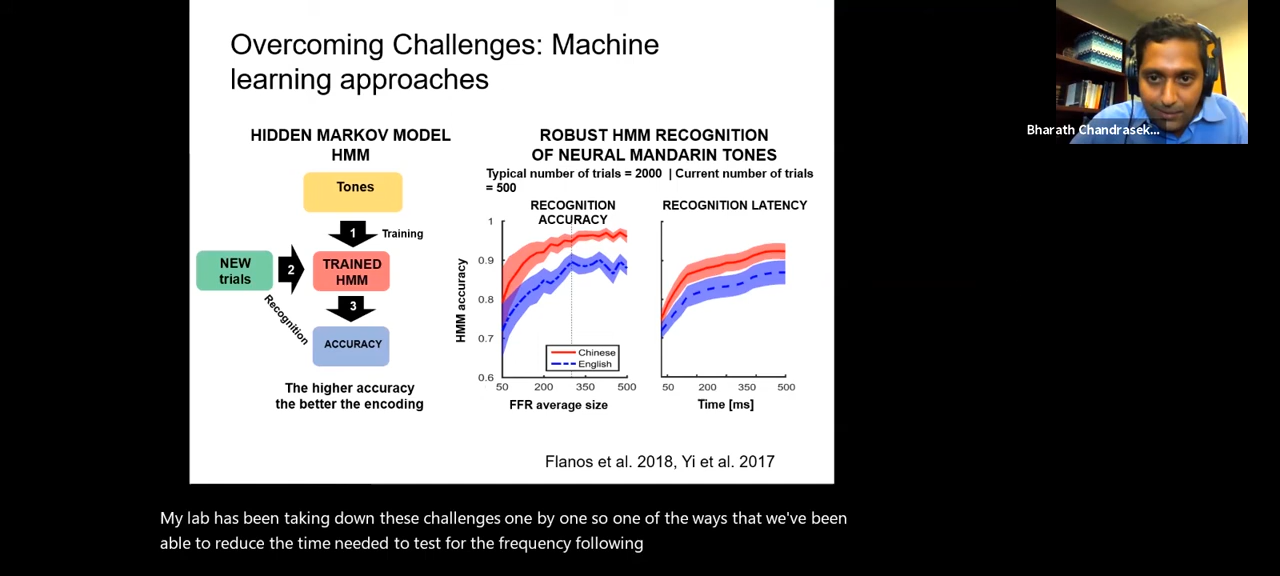 Overcoming Challenges: Machine
learning approaches
Bharath Chandrasek...
HIDDEN MARKOV MODEL
HMM
Tones
1
Training
NEW
trials
2
TRAINED
HMM
Recognition
3
ACCURACY
The higher accuracy
the better the encoding
ROBUST HMM RECOGNITION
OF NEURAL MANDARIN TONES
Typical number of trials = 2000 | Current number of trials
= 500
RECOGNITION
ACCURACY
HMM accuracy
1
0.9
0.8
0.7
0.6
Chinese
English
50 200 350 500
FFR average size
RECOGNITION LATENCY
50 200 350 500
Time [ms]
Flanos et al. 2018, Yi et al. 2017
My lab has been taking down these challenges one by one so one of the ways that we've been
able to reduce the time needed to test for the frequency following